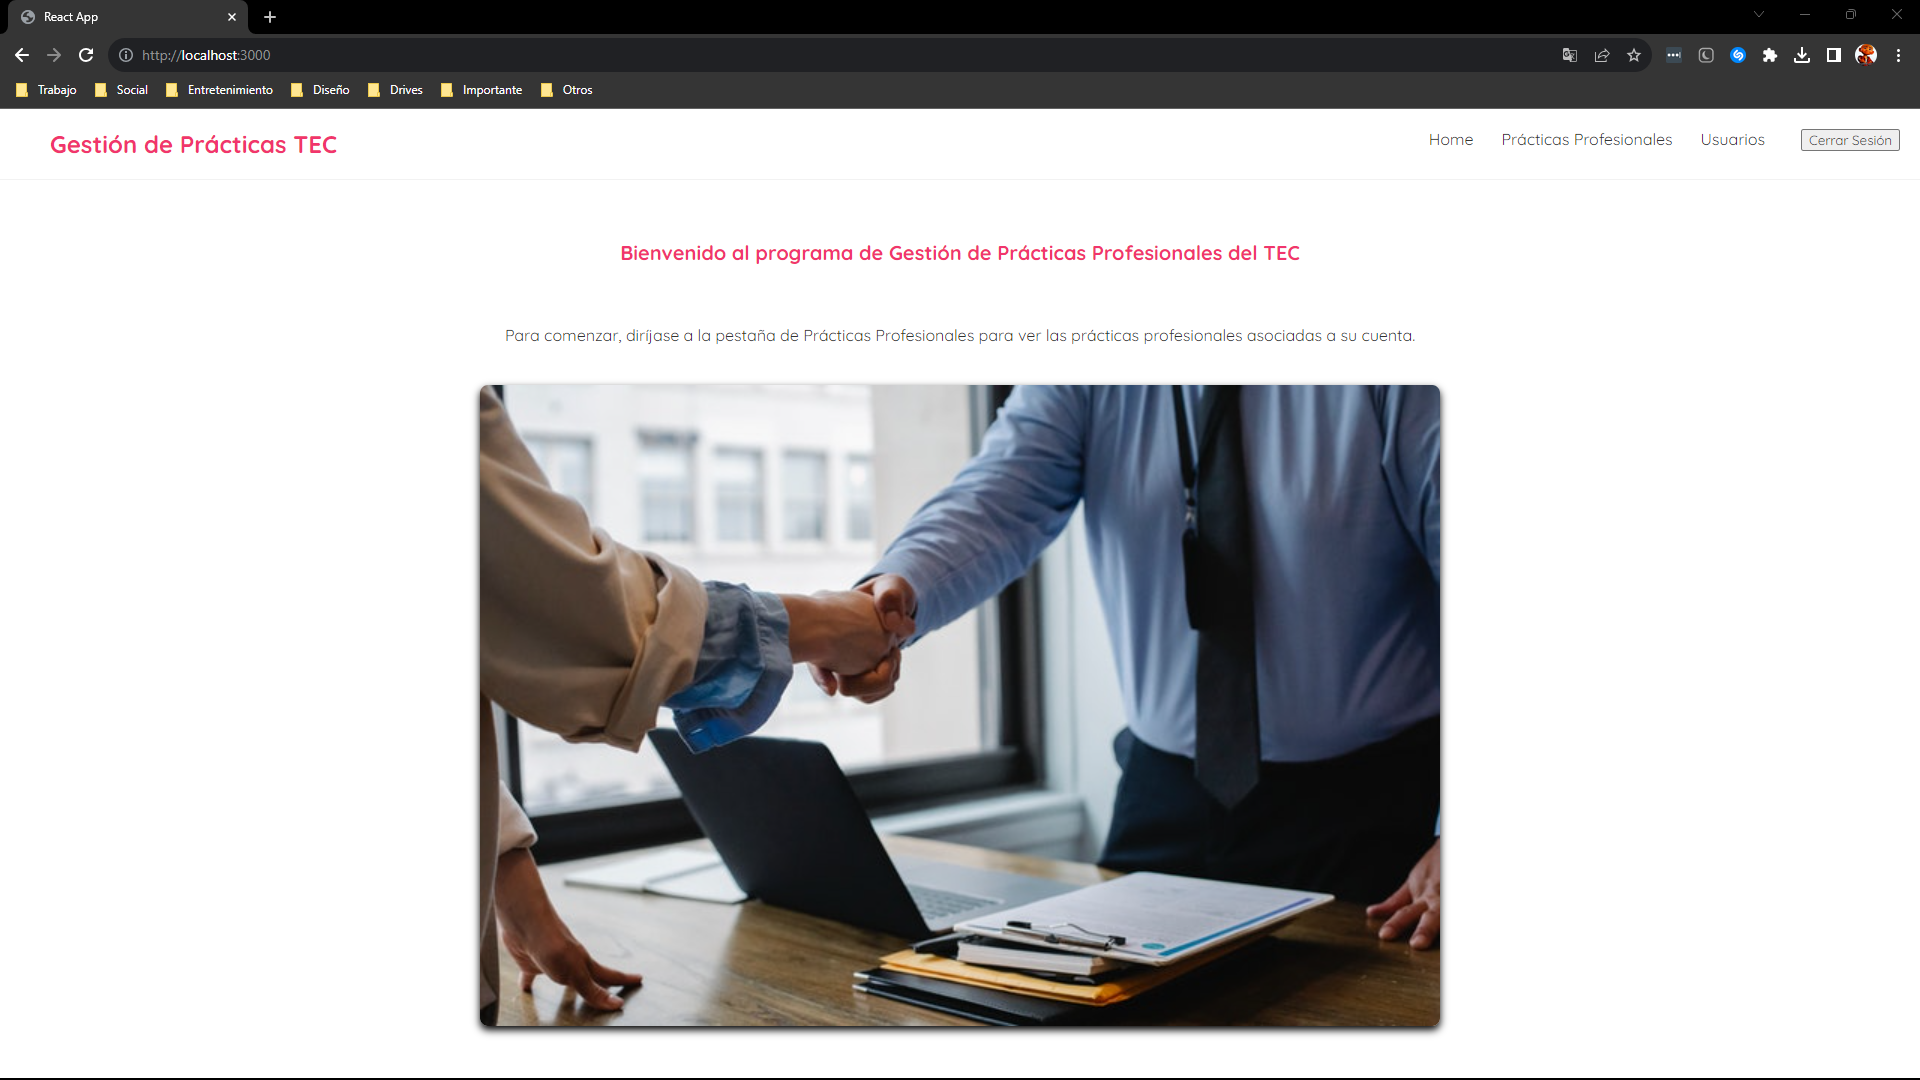 React App
http://localhost:3000
Trabajo Social Entretenimiento Diseño Drives Importante Otros
Gestión de Prácticas TEC
Home Prácticas Profesionales Usuarios Cerrar Sesión
Bienvenido al programa de Gestión de Prácticas Profesionales del TEC
Para comenzar, diríjase a la pestaña de Prácticas Profesionales para ver las prácticas profesionales asociadas a su cuenta.